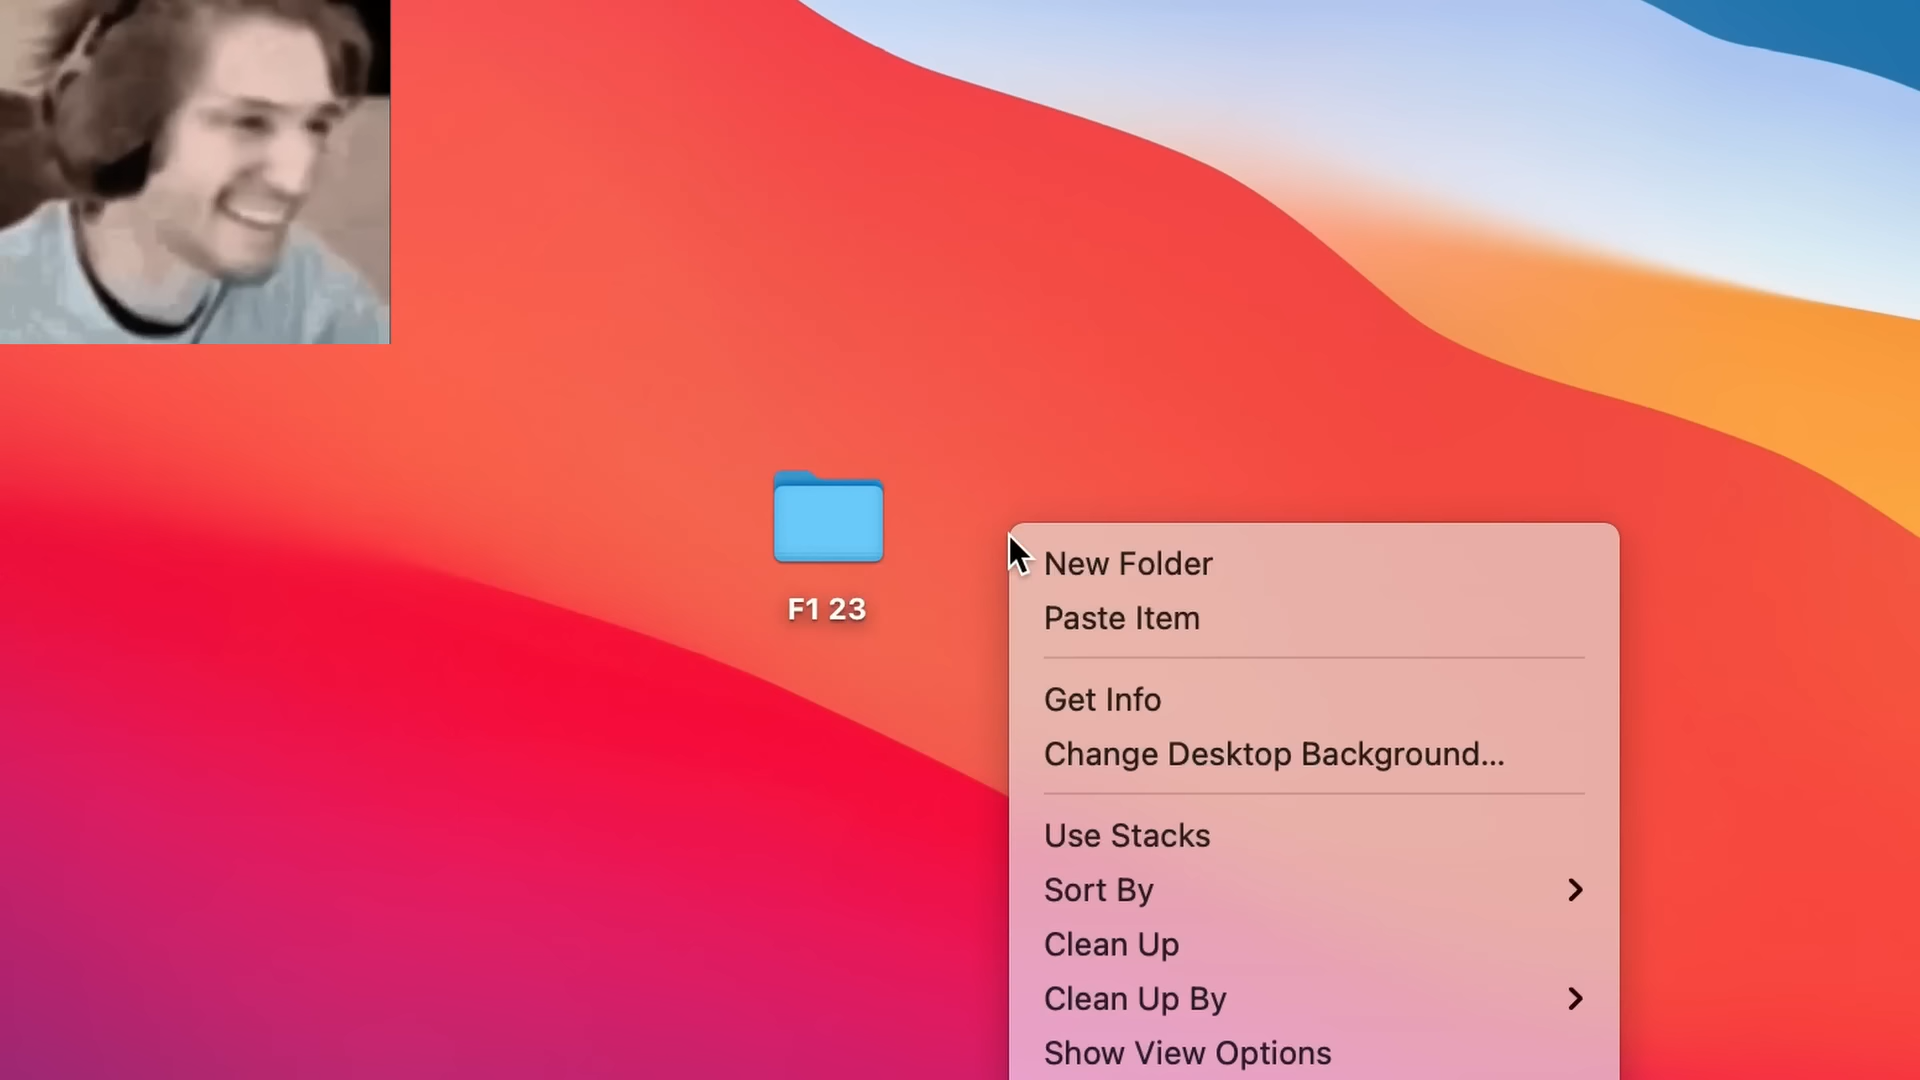 F1 23
New Folder
Paste Item
Get Info
Change Desktop Background...
Use Stacks
Sort By
Clean Up
Clean Up By
Show View Options